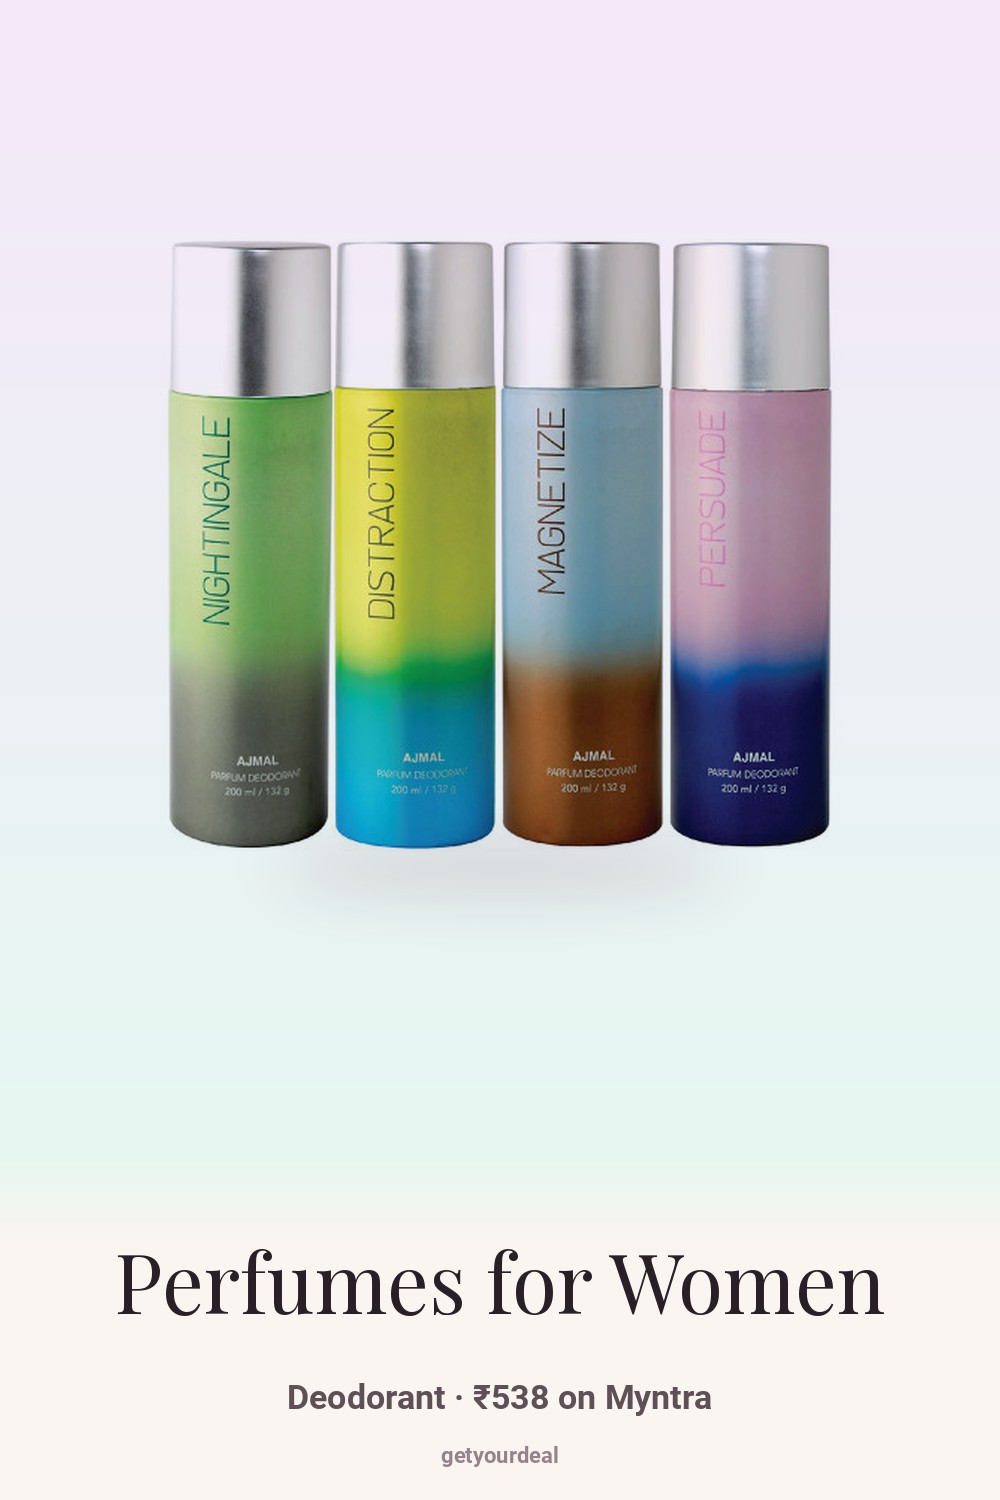 NIGHTINGALE
DISTRACTION
MAGNETIZE
PERSUADE
AJMAL
PARFUM DEODORANT
200 ml / 132 g
AJMAL
PARFUM DEODORANT
200 ml / 132 g
AJMAL
PARFUM DEODORANT
200 ml / 132 g
AJMAL
PARFUM DEODORANT
200 ml / 132 g
Perfumes for Women
Deodorant · ₹538 on Myntra
getyourdeal